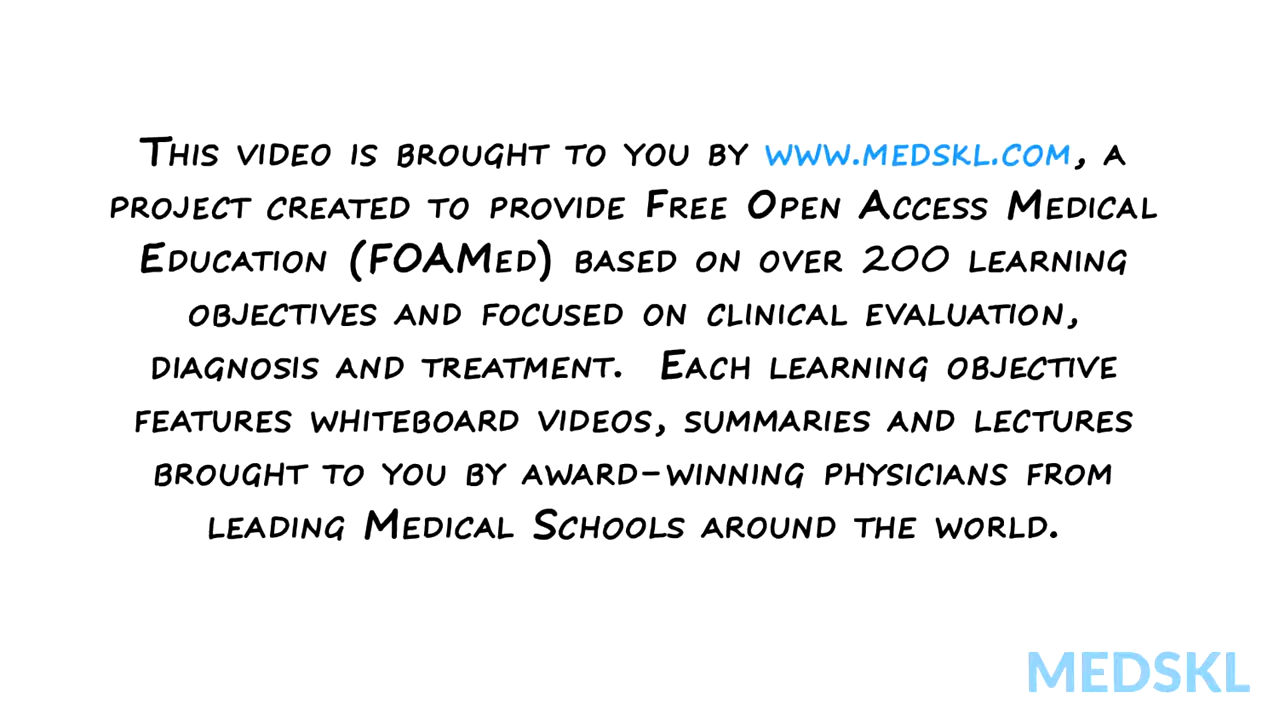 This video is brought to you by www.medskl.com, a
project created to provide Free Open Access Medical
Education (FOAMed) based on over 200 learning
objectives and focused on clinical evaluation,
diagnosis and treatment.  Each learning objective
features whiteboard videos, summaries and lectures
brought to you by award-winning physicians from
leading Medical Schools around the world.
MEDSKL